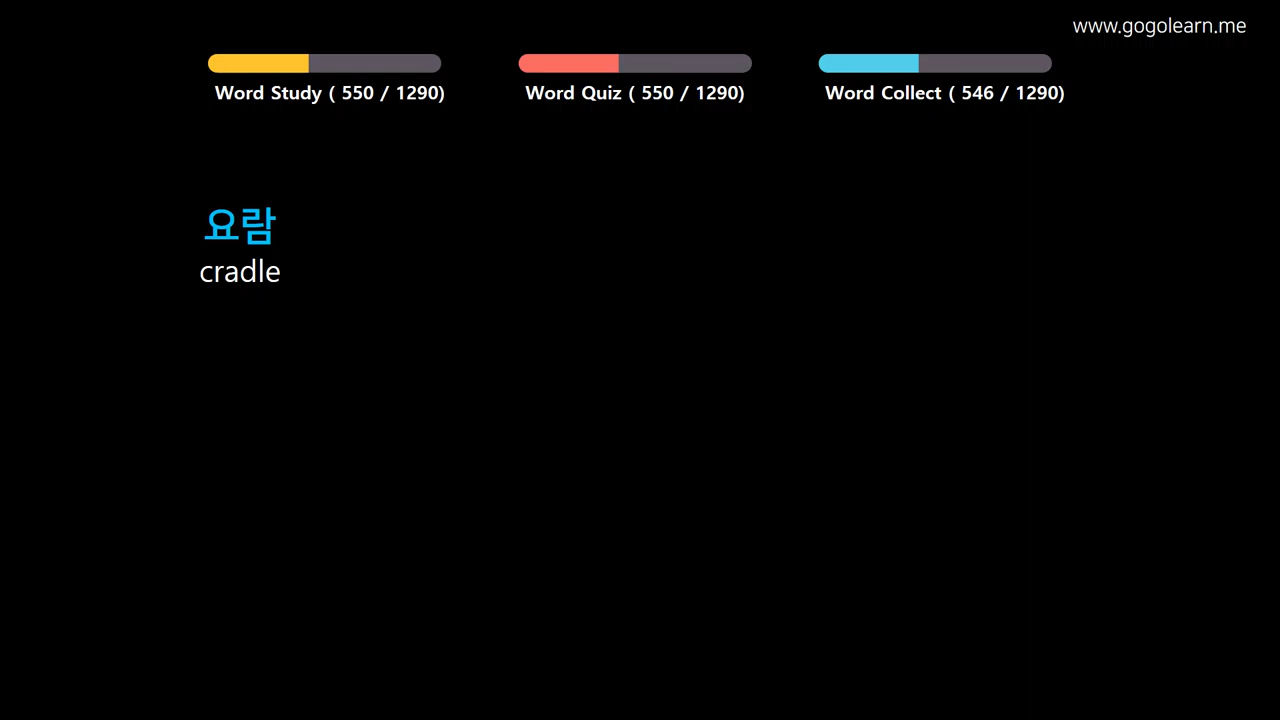 www.gogolearn.me
Word Study ( 550 / 1290)
Word Quiz ( 550 / 1290)
Word Collect ( 546 / 1290)
요람
cradle